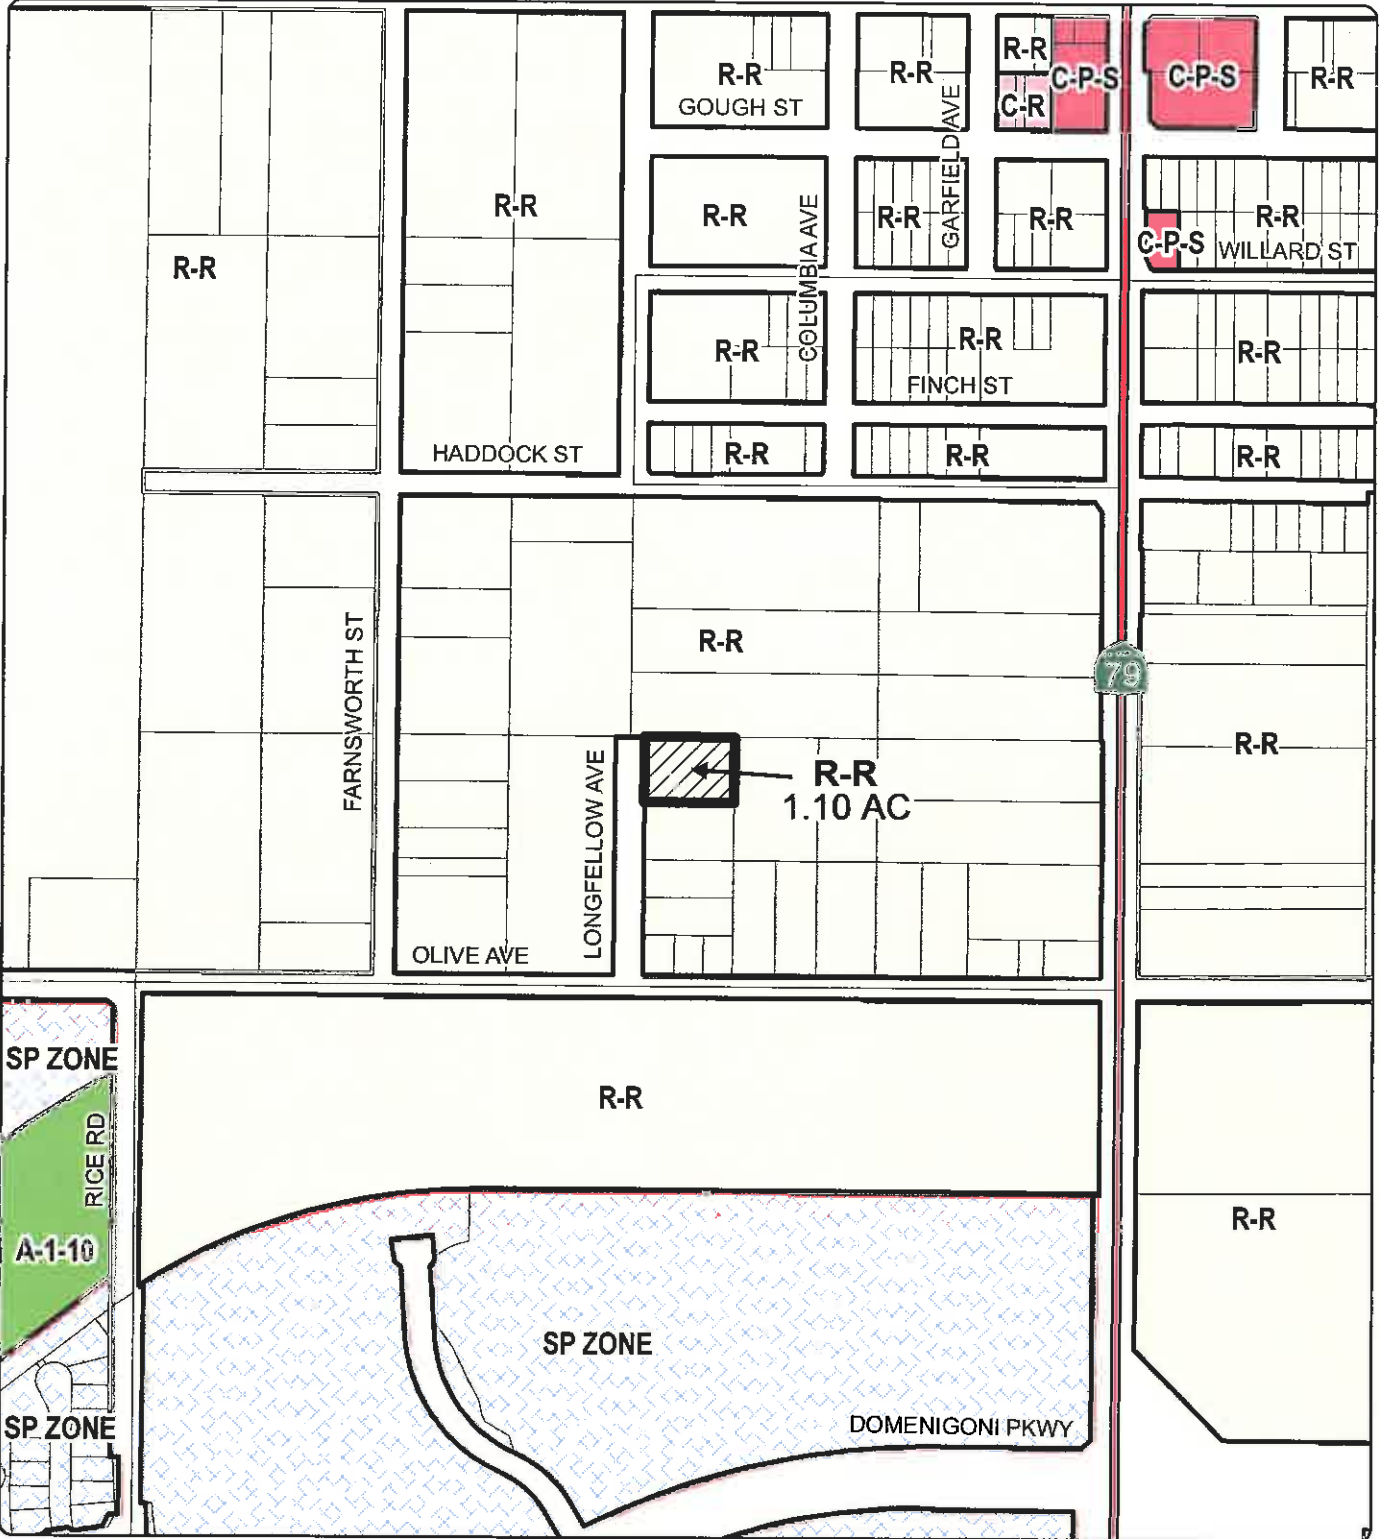 R-R
C-P-S
C-P-S
R-R
R-R
R-R
C-R
GOUGH ST
GARFIELD AVE
R-R
R-R
R-R
R-R
R-R
R-R
C-P-S
WILLARD ST
COLUMBIA AVE
R-R
R-R
R-R
R-R
FINCH ST
HADDOCK ST
R-R
R-R
R-R
R-R
79
FARNSWORTH ST
R-R
LONGFELLOW AVE
R-R
1.10 AC
OLIVE AVE
SP ZONE
R-R
RICE RD
A-1-10
R-R
SP ZONE
SP ZONE
DOMENIGONI PKWY